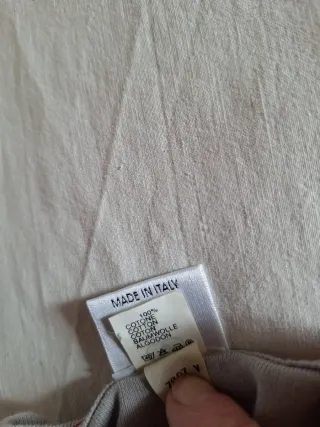 MADE IN ITALY
100%
COTONE
COTTON
COTON
BAUMWOLLE
ALGODON